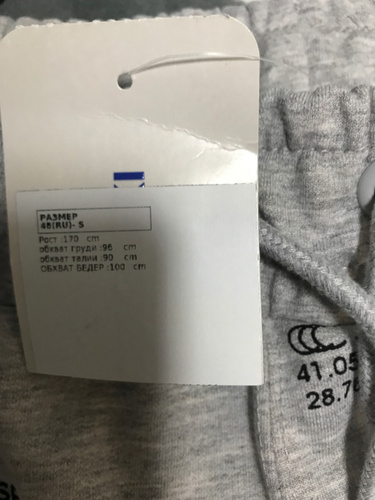 РАЗМЕР
48(RU)- S
Рост :170 cm
обхват груди :96 cm
обхват талии :90 cm
ОБХВАТ БЕДЕР :100 cm
41.05
28.7